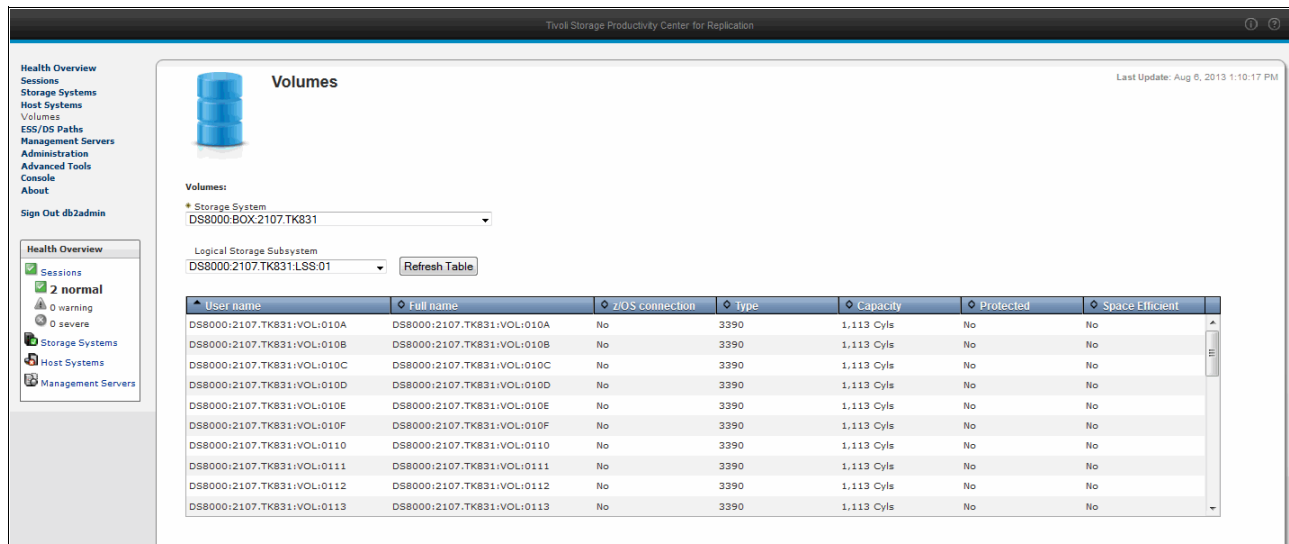 Tivoli Storage Productivity Center for Replication
Health Overview
Sessions
Storage Systems
Host Systems
Volumes
ESS/DS Paths
Management Servers
Administration
Advanced Tools
Console
About
Sign Out db2admin
Health Overview
Sessions
2 normal
0 warning
0 severe
Storage Systems
Host Systems
Management Servers
Volumes
Last Update: Aug 6, 2013 1:10:17 PM
Volumes:
* Storage System
DS8000:BOX:2107.TK831
Logical Storage Subsystem
DS8000:2107.TK831:LSS:01 Refresh Table
User name Full name z/OS connection Type Capacity Protected Space Efficient
DS8000:2107.TK831:VOL:010A DS8000:2107.TK831:VOL:010A No 3390 1,113 Cyls No No
DS8000:2107.TK831:VOL:010B DS8000:2107.TK831:VOL:010B No 3390 1,113 Cyls No No
DS8000:2107.TK831:VOL:010C DS8000:2107.TK831:VOL:010C No 3390 1,113 Cyls No No
DS8000:2107.TK831:VOL:010D DS8000:2107.TK831:VOL:010D No 3390 1,113 Cyls No No
DS8000:2107.TK831:VOL:010E DS8000:2107.TK831:VOL:010E No 3390 1,113 Cyls No No
DS8000:2107.TK831:VOL:010F DS8000:2107.TK831:VOL:010F No 3390 1,113 Cyls No No
DS8000:2107.TK831:VOL:0110 DS8000:2107.TK831:VOL:0110 No 3390 1,113 Cyls No No
DS8000:2107.TK831:VOL:0111 DS8000:2107.TK831:VOL:0111 No 3390 1,113 Cyls No No
DS8000:2107.TK831:VOL:0112 DS8000:2107.TK831:VOL:0112 No 3390 1,113 Cyls No No
DS8000:2107.TK831:VOL:0113 DS8000:2107.TK831:VOL:0113 No 3390 1,113 Cyls No No